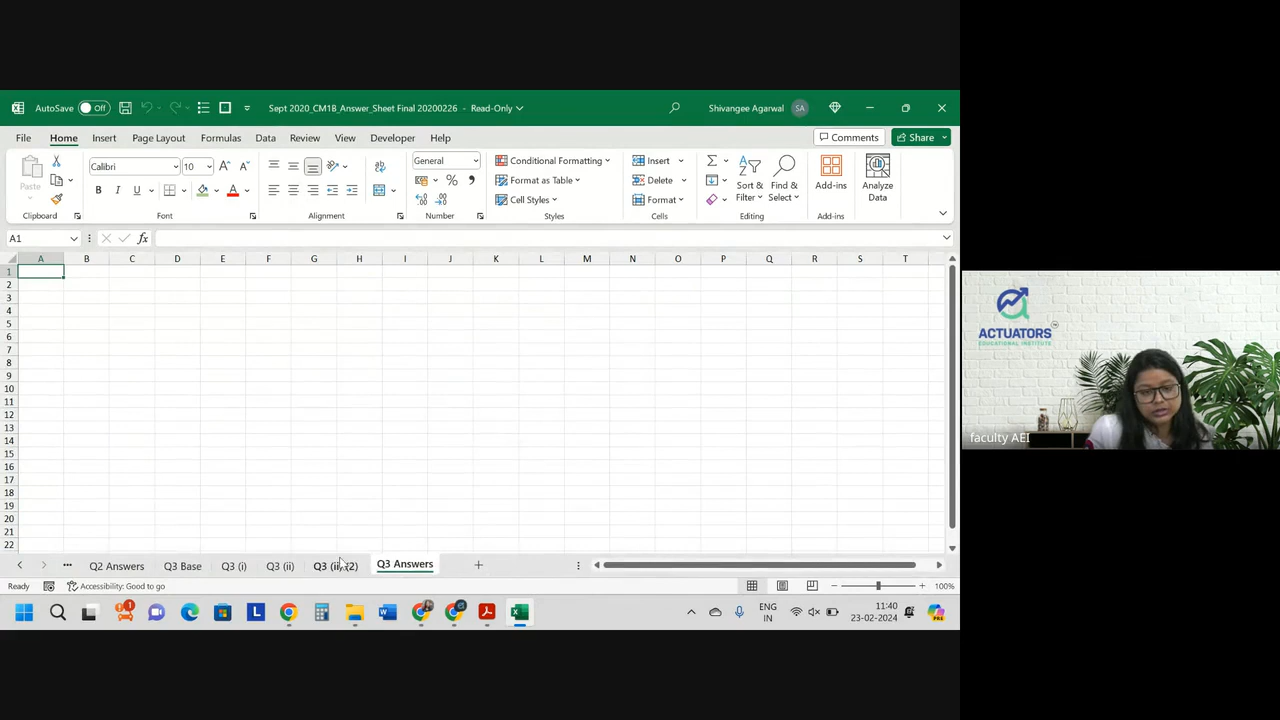 AutoSave Off Sept 2020_CM1B_Answer_Sheet Final 20200226 - Read-Only Shivangee Agarwal SA
File Home Insert Page Layout Formulas Data Review View Developer Help Comments Share
Paste Calibri 10 General Conditional Formatting Insert Sort & Filter Find & Select Add-ins Analyze Data
B I U A % Format as Table Delete
Cell Styles Format
Clipboard Font Alignment Number Styles Cells Editing Add-ins
A1 fx
A B C D E F G H I J K L M N O P Q R S T
1
2
3
4
5
6
7
8
9
10
11
12
13
14
15
16
17
18
19
20
21
22
Q2 Answers Q3 Base Q3 (i) Q3 (ii) Q3 Answers
Ready Accessibility: Good to go 100%
ENG IN 11:40 23-02-2024
ACTUATORS
EDUCATIONAL INSTITUTE
faculty AEI